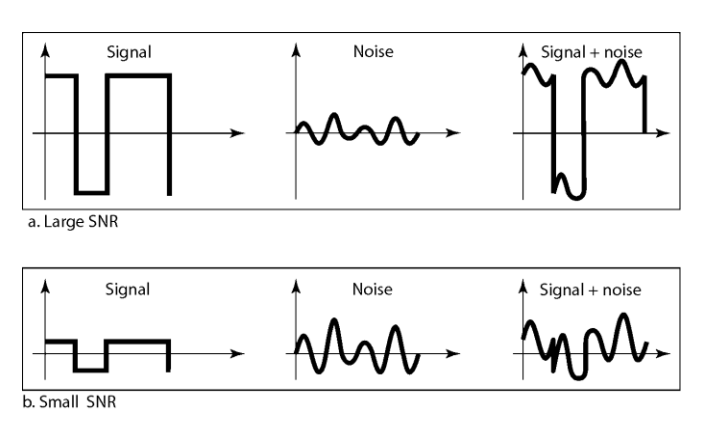 Signal
Noise
Signal + noise
a. Large SNR
Signal
Noise
Signal + noise
b. Small SNR